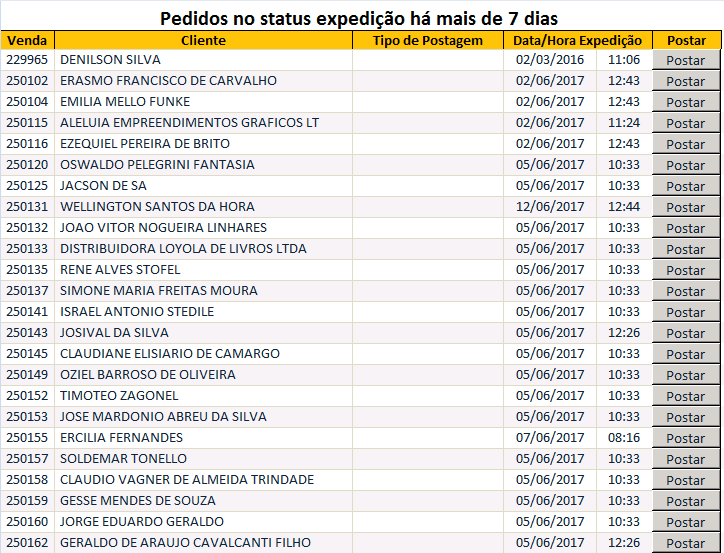 Pedidos no status expedição há mais de 7 dias
Venda Cliente Tipo de Postagem Data/Hora Expedição Postar
229965 DENILSON SILVA 02/03/2016 11:06 Postar
250102 ERASMO FRANCISCO DE CARVALHO 02/06/2017 12:43 Postar
250104 EMILIA MELLO FUNKE 02/06/2017 12:43 Postar
250115 ALELUIA EMPREENDIMENTOS GRAFICOS LT 02/06/2017 11:24 Postar
250116 EZEQUIEL PEREIRA DE BRITO 02/06/2017 12:43 Postar
250120 OSWALDO PELEGRINI FANTASIA 05/06/2017 10:33 Postar
250125 JACSON DE SA 05/06/2017 10:33 Postar
250131 WELLINGTON SANTOS DA HORA 12/06/2017 12:44 Postar
250132 JOAO VITOR NOGUEIRA LINHARES 05/06/2017 10:33 Postar
250133 DISTRIBUIDORA LOYOLA DE LIVROS LTDA 05/06/2017 10:33 Postar
250135 RENE ALVES STOFEL 05/06/2017 10:33 Postar
250137 SIMONE MARIA FREITAS MOURA 05/06/2017 10:33 Postar
250141 ISRAEL ANTONIO STEDILE 05/06/2017 10:33 Postar
250143 JOSIVAL DA SILVA 05/06/2017 12:26 Postar
250145 CLAUDIANE ELISIARIO DE CAMARGO 05/06/2017 10:33 Postar
250149 OZIEL BARROSO DE OLIVEIRA 05/06/2017 10:33 Postar
250152 TIMOTEO ZAGONEL 05/06/2017 10:33 Postar
250153 JOSE MARDONIO ABREU DA SILVA 05/06/2017 10:33 Postar
250155 ERCILIA FERNANDES 07/06/2017 08:16 Postar
250157 SOLDEMAR TONELLO 05/06/2017 10:33 Postar
250158 CLAUDIO VAGNER DE ALMEIDA TRINDADE 05/06/2017 10:33 Postar
250159 GESSE MENDES DE SOUZA 05/06/2017 10:33 Postar
250160 JORGE EDUARDO GERALDO 05/06/2017 10:33 Postar
250162 GERALDO DE ARAUJO CAVALCANTI FILHO 05/06/2017 12:26 Postar